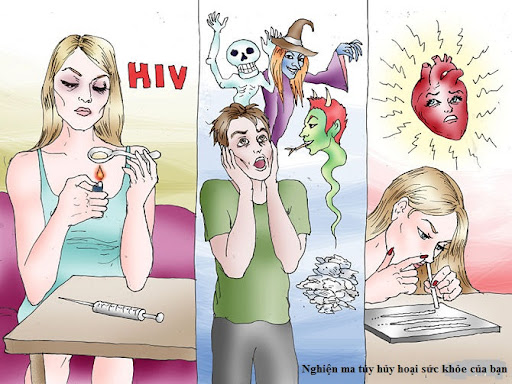 HIV
Nghiện ma túy hủy hoại sức khỏe của bạn